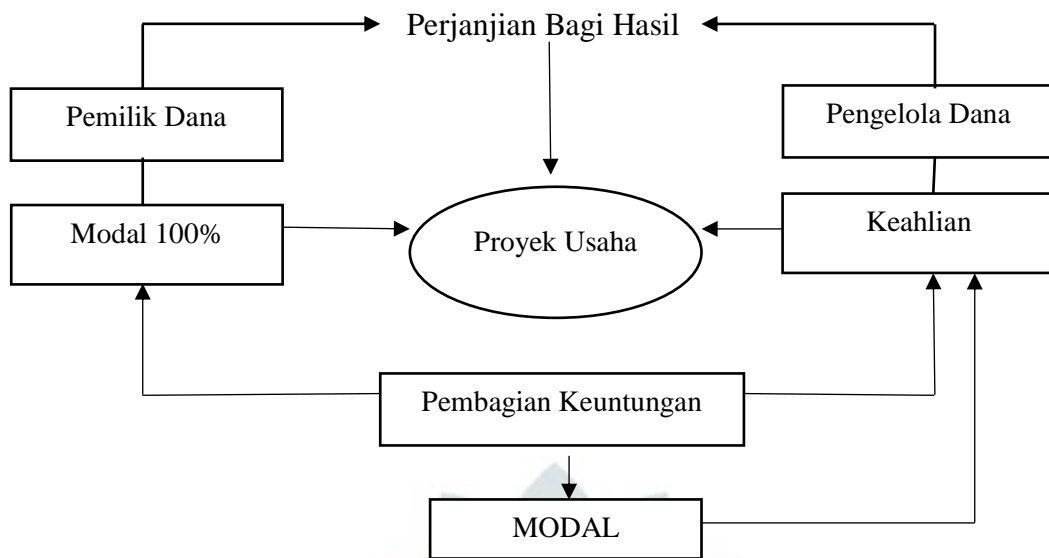 Perjanjian Bagi Hasil
Pemilik Dana
Pengelola Dana
Modal 100%
Proyek Usaha
Keahlian
Pembagian Keuntungan
MODAL